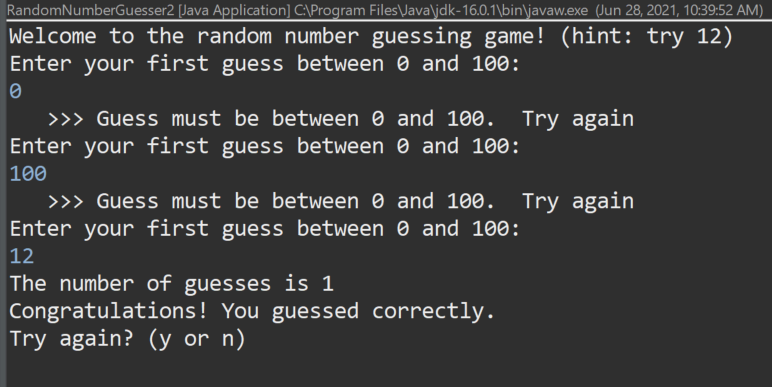 RandomNumberGuesser2 [Java Application] C:\Program Files\Java\jdk-16.0.1\bin\javaw.exe (Jun 28, 2021, 10:39:52 AM)
Welcome to the random number guessing game! (hint: try 12)
Enter your first guess between 0 and 100:
0
   >>> Guess must be between 0 and 100.  Try again
Enter your first guess between 0 and 100:
100
   >>> Guess must be between 0 and 100.  Try again
Enter your first guess between 0 and 100:
12
The number of guesses is 1
Congratulations! You guessed correctly.
Try again? (y or n)